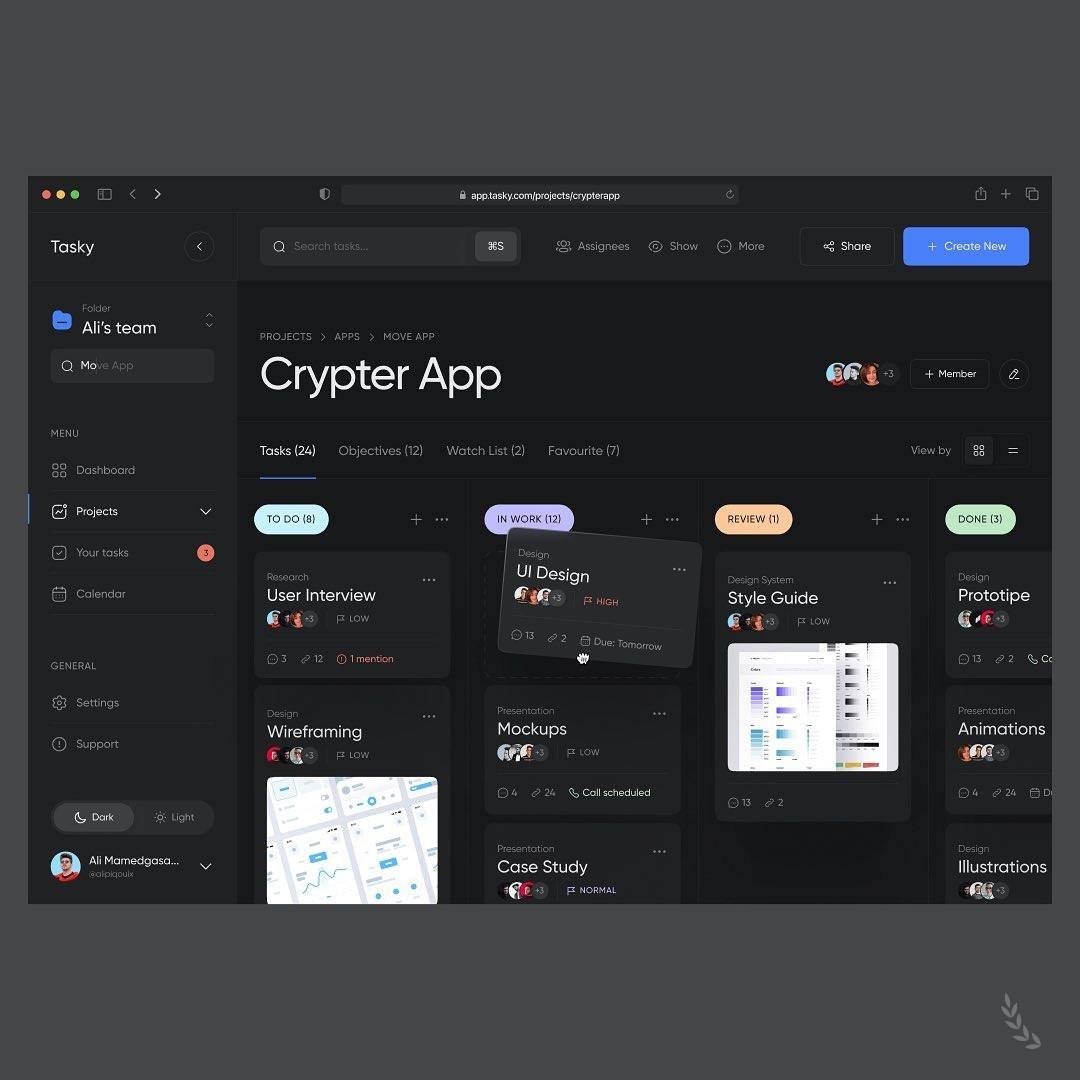 app.tasky.com/projects/crypterapp
Tasky
Search tasks...
⌘S
Assignees
Show
More
Share
+ Create New
Folder
Ali's team
Move App
MENU
Dashboard
Projects
Your tasks
3
Calendar
GENERAL
Settings
Support
Dark
Light
Ali Mamedgasa...
@alipiqouix
PROJECTS > APPS > MOVE APP
Crypter App
+3
+ Member
Tasks (24)
Objectives (12)
Watch List (2)
Favourite (7)
View by
TO DO (8)
Research
User Interview
+3
LOW
3
12
1 mention
Design
Wireframing
+3
LOW
IN WORK (12)
Design
UI Design
+3
HIGH
13
2
Due: Tomorrow
Presentation
Mockups
+3
LOW
4
24
Call scheduled
Presentation
Case Study
+3
NORMAL
REVIEW (1)
Design System
Style Guide
+3
LOW
13
2
DONE (3)
Design
Prototipe
+3
13
2
Presentation
Animations
+3
4
24
Design
Illustrations
+3